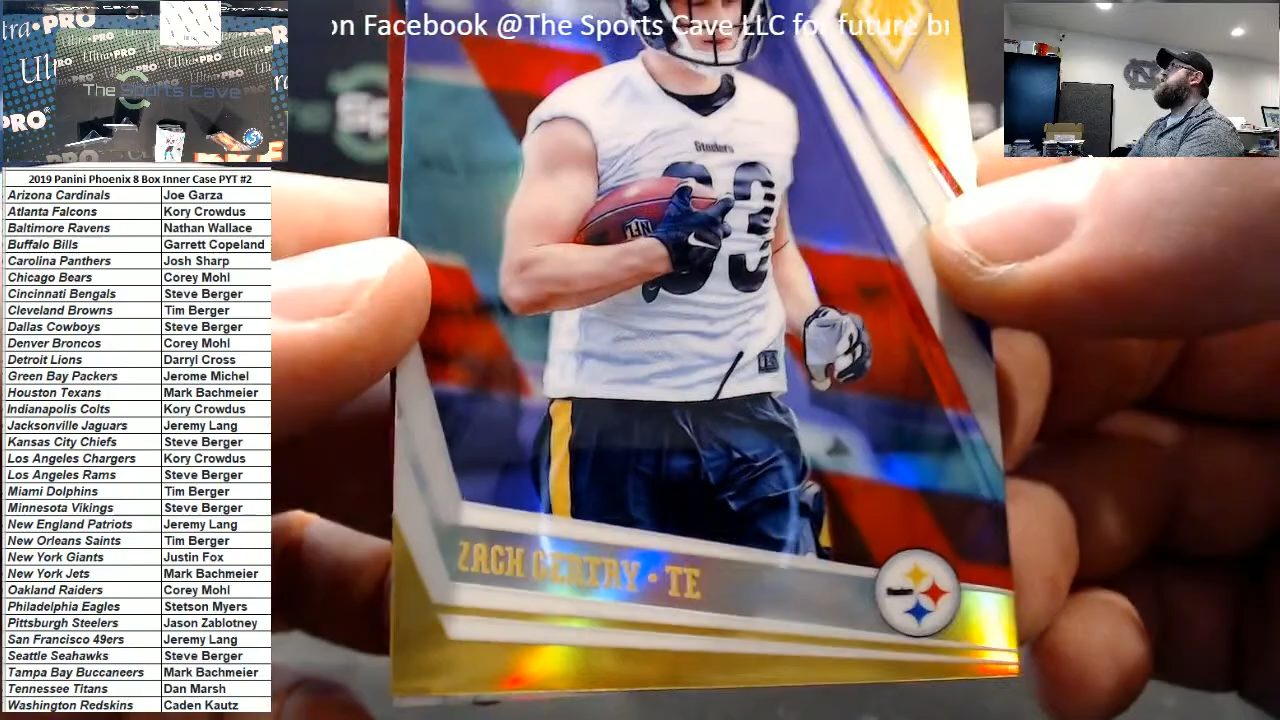 on Facebook @The Sports Cave LLC for future br
tra•PRO
Ultra•PRO
The Sports Cave
PRO
2019 Panini Phoenix 8 Box Inner Case PYT #2
Arizona Cardinals Joe Garza
Atlanta Falcons Kory Crowdus
Baltimore Ravens Nathan Wallace
Buffalo Bills Garrett Copeland
Carolina Panthers Josh Sharp
Chicago Bears Corey Mohl
Cincinnati Bengals Steve Berger
Cleveland Browns Tim Berger
Dallas Cowboys Steve Berger
Denver Broncos Corey Mohl
Detroit Lions Darryl Cross
Green Bay Packers Jerome Michel
Houston Texans Mark Bachmeier
Indianapolis Colts Kory Crowdus
Jacksonville Jaguars Jeremy Lang
Kansas City Chiefs Steve Berger
Los Angeles Chargers Kory Crowdus
Los Angeles Rams Steve Berger
Miami Dolphins Tim Berger
Minnesota Vikings Steve Berger
New England Patriots Jeremy Lang
New Orleans Saints Tim Berger
New York Giants Justin Fox
New York Jets Mark Bachmeier
Oakland Raiders Corey Mohl
Philadelphia Eagles Stetson Myers
Pittsburgh Steelers Jason Zablotney
San Francisco 49ers Jeremy Lang
Seattle Seahawks Steve Berger
Tampa Bay Buccaneers Mark Bachmeier
Tennessee Titans Dan Marsh
Washington Redskins Caden Kautz
Steelers
83
ZACH GENTRY • TE